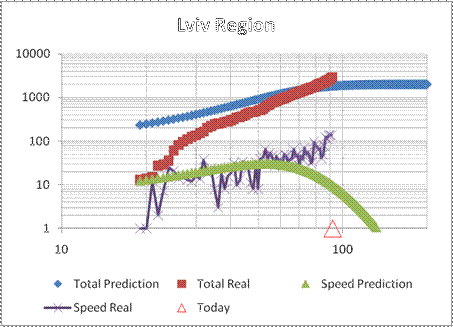 Lviv Region
10000
1000
100
10
1
10 100
Total Prediction Total Real Speed Prediction
Speed Real Today